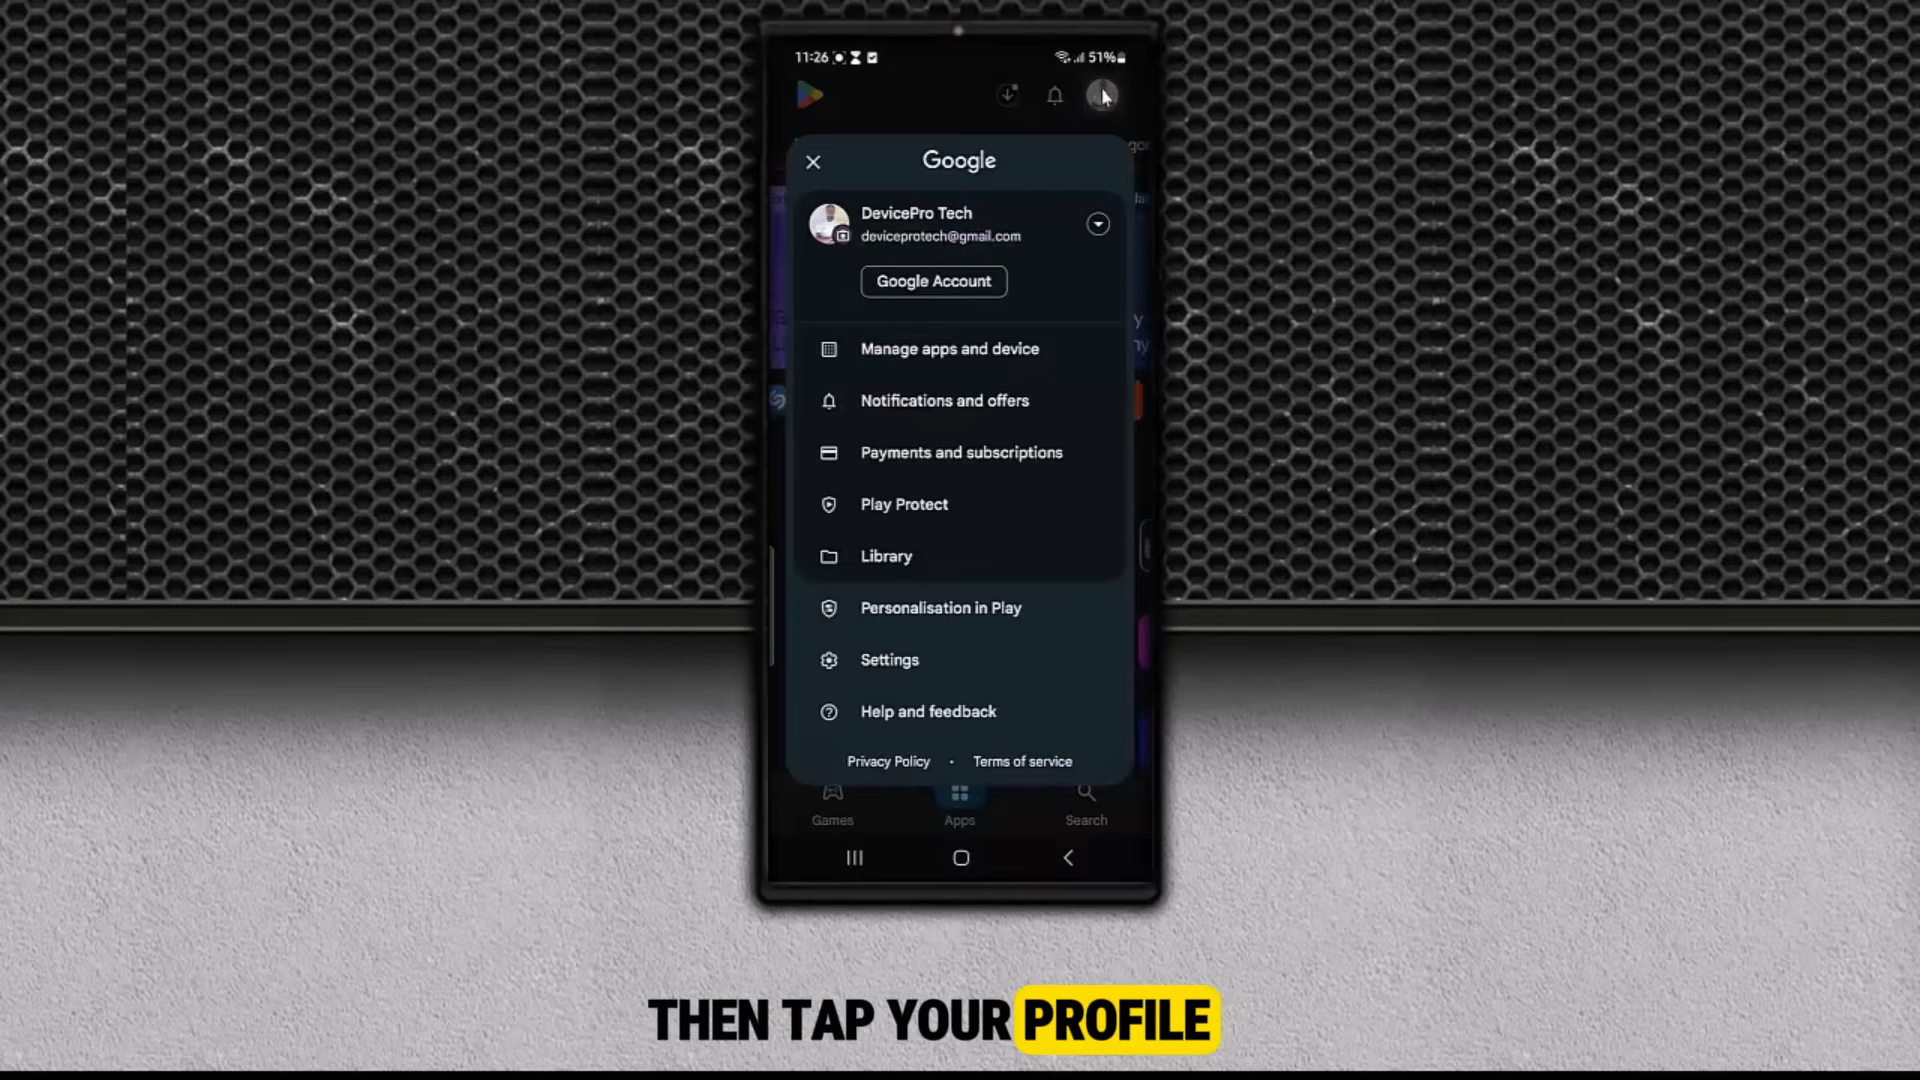 11:26 51%
Google
DevicePro Tech
deviceprotech@gmail.com
Google Account
Manage apps and device
Notifications and offers
Payments and subscriptions
Play Protect
Library
Personalisation in Play
Settings
Help and feedback
Privacy Policy · Terms of service
Games Apps Search
THEN TAP YOUR PROFILE